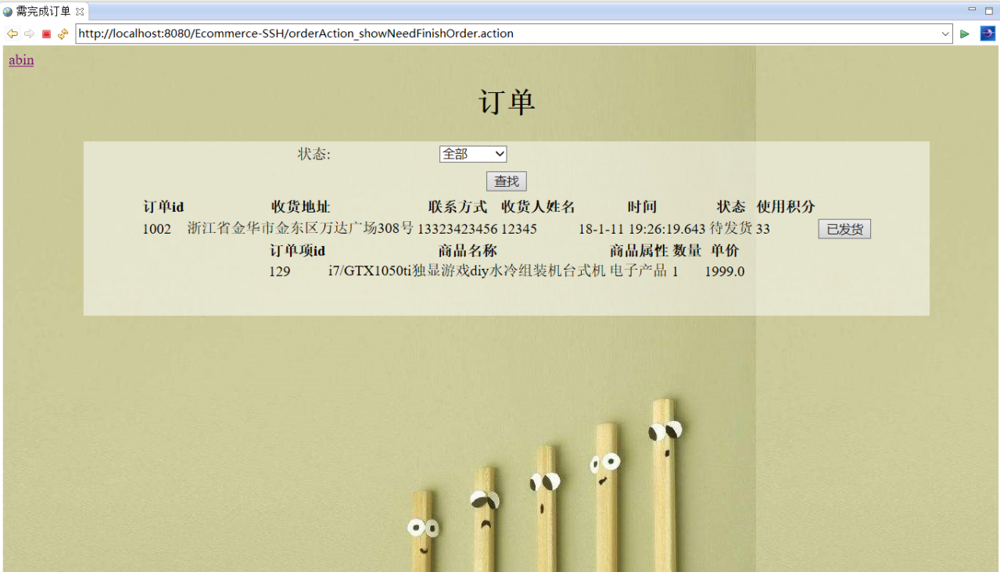 需完成订单
http://localhost:8080/Ecommerce-SSH/orderAction_showNeedFinishOrder.action
abin
订单
状态: 全部
查找
订单id 收货地址 联系方式 收货人姓名 时间 状态 使用积分
1002 浙江省金华市金东区万达广场308号 13323423456 12345 18-1-11 19:26:19.643 待发货 33 已发货
订单项id 商品名称 商品属性 数量 单价
129 i7/GTX1050ti独显游戏diy水冷组装机台式机 电子产品 1 1999.0